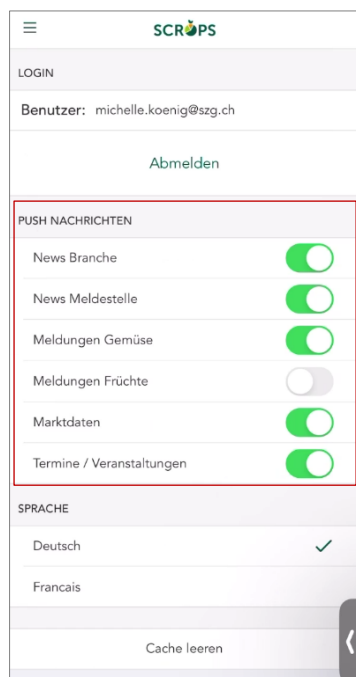 SCROPS
LOGIN
Benutzer: michelle.koenig@szg.ch
Abmelden
PUSH NACHRICHTEN
News Branche
News Meldestelle
Meldungen Gemüse
Meldungen Früchte
Marktdaten
Termine / Veranstaltungen
SPRACHE
Deutsch
Francais
Cache leeren